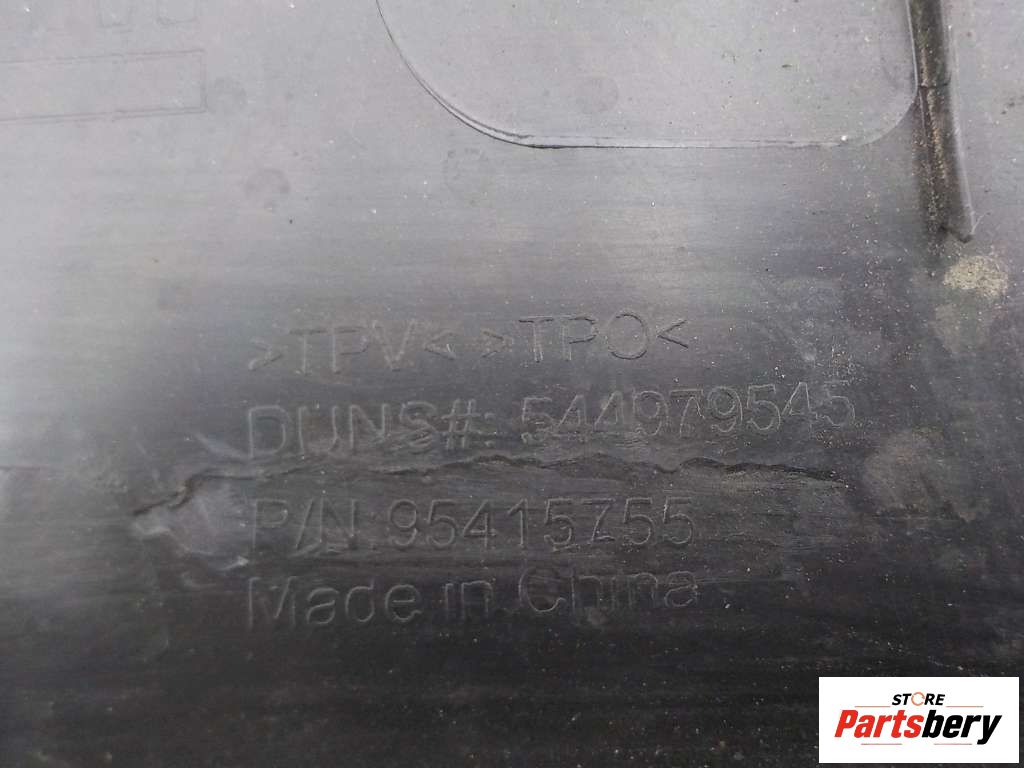 >TPV< >TPO<
DUNS#: 544979545
P/N 95415755
Made in China
STORE
Partsbery